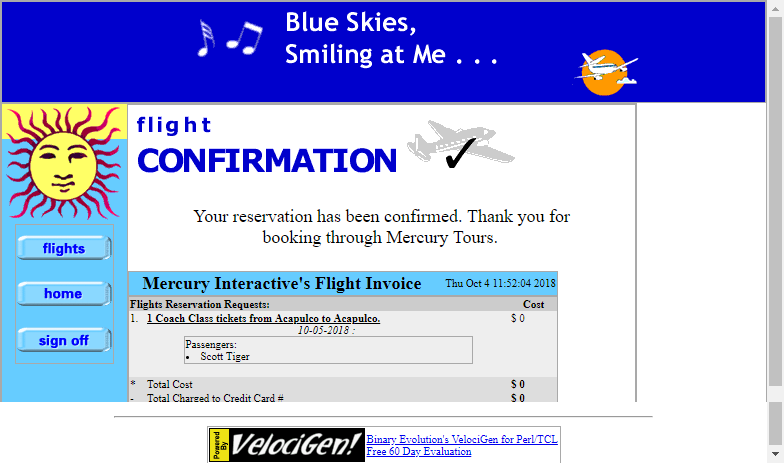 Blue Skies,
Smiling at Me . . .
flight
CONFIRMATION
Your reservation has been confirmed. Thank you for
booking through Mercury Tours.
flights
home
sign off
Mercury Interactive's Flight Invoice Thu Oct 4 11:52:04 2018
Flights Reservation Requests: Cost
1. 1 Coach Class tickets from Acapulco to Acapulco. $ 0
10-05-2018 :
Passengers:
• Scott Tiger
* Total Cost $ 0
- Total Charged to Credit Card # $ 0
Powered By
VelociGen!
Binary Evolution's VelociGen for Perl/TCL
Free 60 Day Evaluation